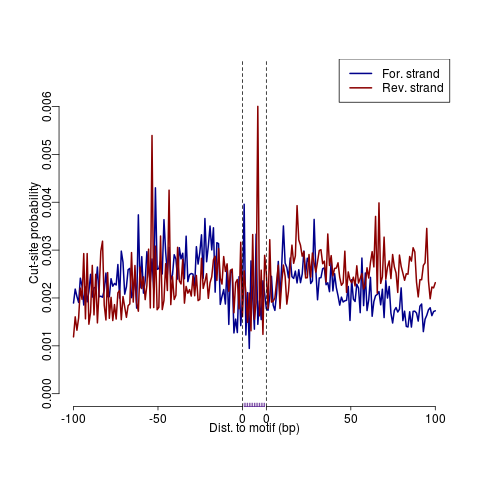 For. strand
Rev. strand
Cut-site probability
0.006
0.005
0.004
0.003
0.002
0.001
0.000
-100 -50 0 0 50 100
Dist. to motif (bp)